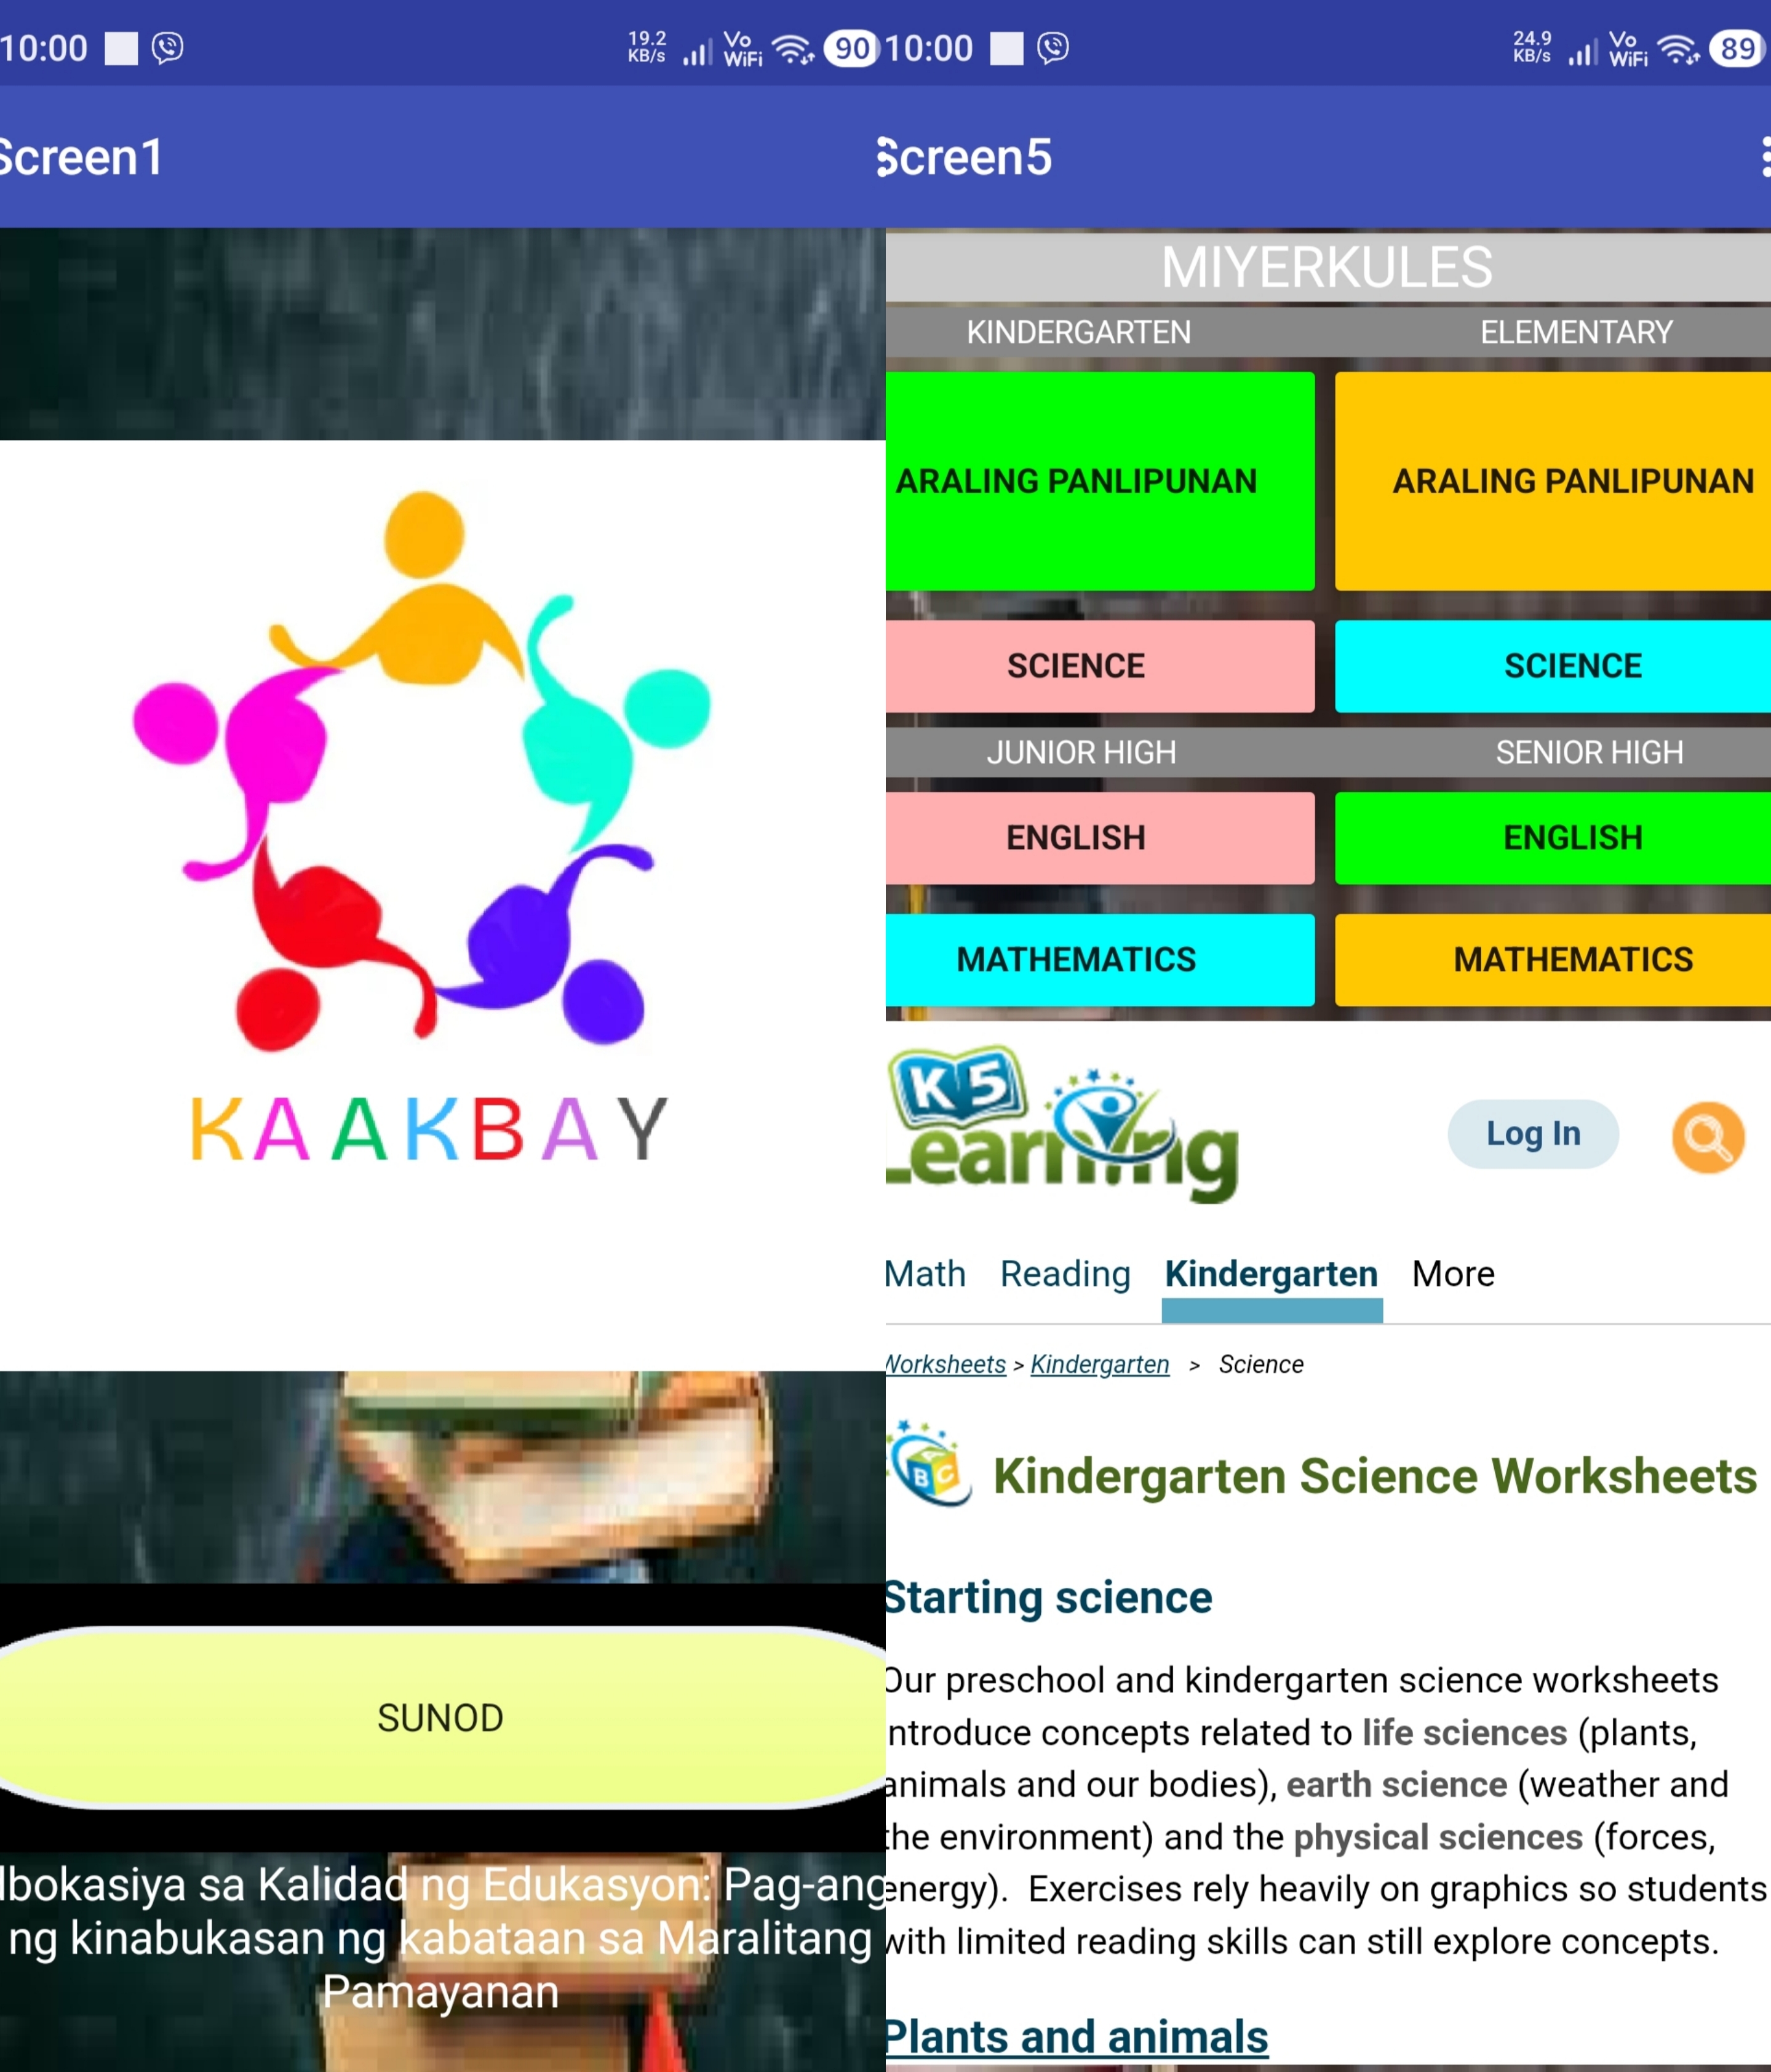 10:00
19.2
KB/s
Vo
WiFi
90
Screen1
KAAKBAY
SUNOD
lbokasiya sa Kalidad ng Edukasyon: Pag-ang
ng kinabukasan ng kabataan sa Maralitang
Pamayanan
10:00
24.9
KB/s
Vo
WiFi
89
Screen5
MIYERKULES
KINDERGARTEN ELEMENTARY
ARALING PANLIPUNAN ARALING PANLIPUNAN
SCIENCE SCIENCE
JUNIOR HIGH SENIOR HIGH
ENGLISH ENGLISH
MATHEMATICS MATHEMATICS
K5
Learning
Log In
Math Reading Kindergarten More
Worksheets > Kindergarten > Science
BC
Kindergarten Science Worksheets
Starting science
Our preschool and kindergarten science worksheets
introduce concepts related to life sciences (plants,
animals and our bodies), earth science (weather and
the environment) and the physical sciences (forces,
energy). Exercises rely heavily on graphics so students
with limited reading skills can still explore concepts.
Plants and animals